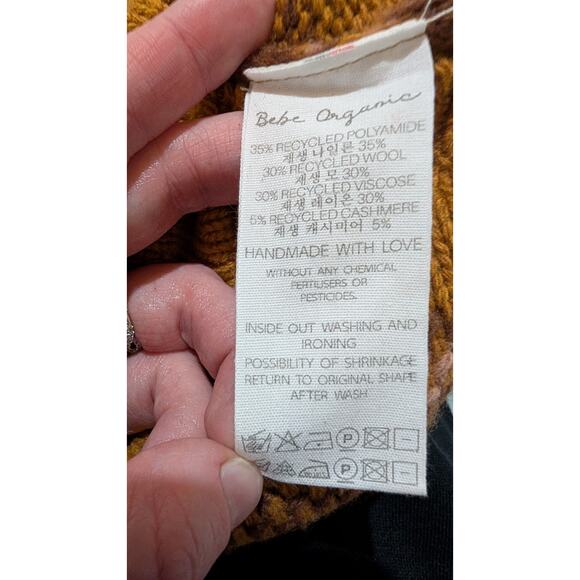 Bebe Organic
35% RECYCLED POLYAMIDE
재생 나일론 35%
30% RECYCLED WOOL
재생 모 30%
30% RECYCLED VISCOSE
재생 레이온 30%
5% RECYCLED CASHMERE
재생 캐시미어 5%
HANDMADE WITH LOVE
WITHOUT ANY CHEMICAL
FERTILISERS OR
PESTICIDES.
INSIDE OUT WASHING AND
IRONING
POSSIBILITY OF SHRINKAGE
RETURN TO ORIGINAL SHAPE
AFTER WASH
P
P